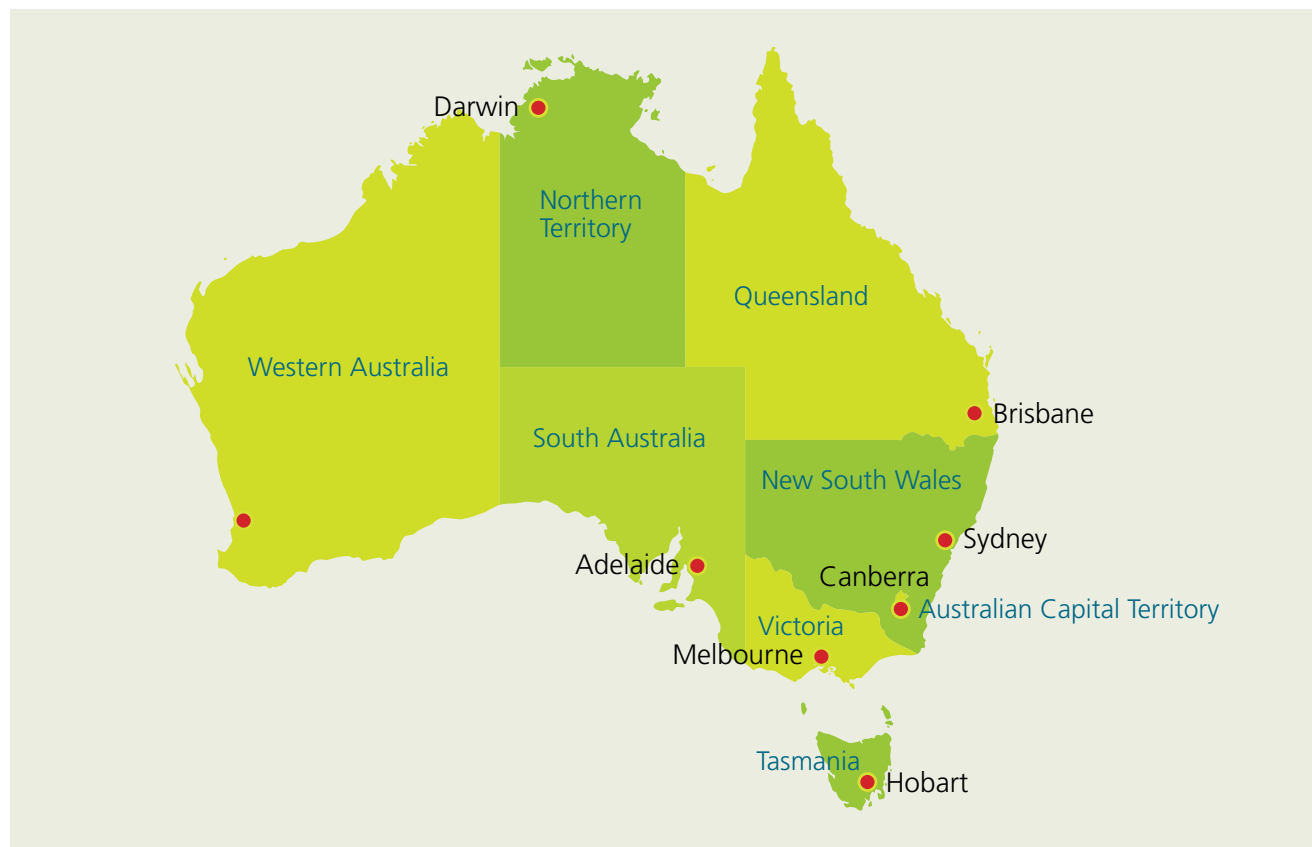 Darwin
Northern
Territory
Queensland
Western Australia
Brisbane
South Australia
New South Wales
Sydney
Adelaide
Canberra
Australian Capital Territory
Victoria
Melbourne
Tasmania
Hobart